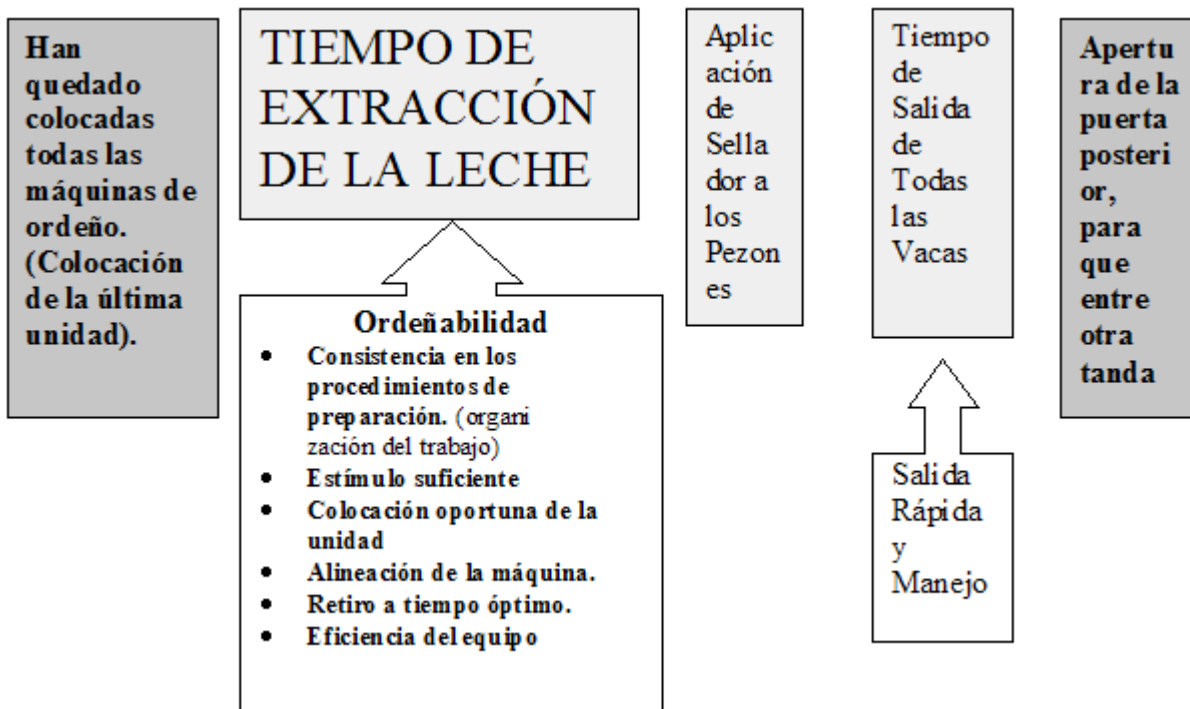 Han
quedado
colocadas
todas las
máquinas de
ordeño.
(Colocación
de la última
unidad).
TIEMPO DE
EXTRACCIÓN
DE LA LECHE
Ordeñabilidad
• Consistencia en los
procedimientos de
preparación. (organi
zación del trabajo)
• Estímulo suficiente
• Colocación oportuna de la
unidad
• Alineación de la máquina.
• Retiro a tiempo óptimo.
• Eficiencia del equipo
Aplic
ación
de
Sella
dor a
los
Pezon
es
Tiempo
de
Salida
de
Todas
las
Vacas
Salida
Rápida
y
Manejo
Apertu
ra de la
puerta
posteri
or,
para
que
entre
otra
tanda